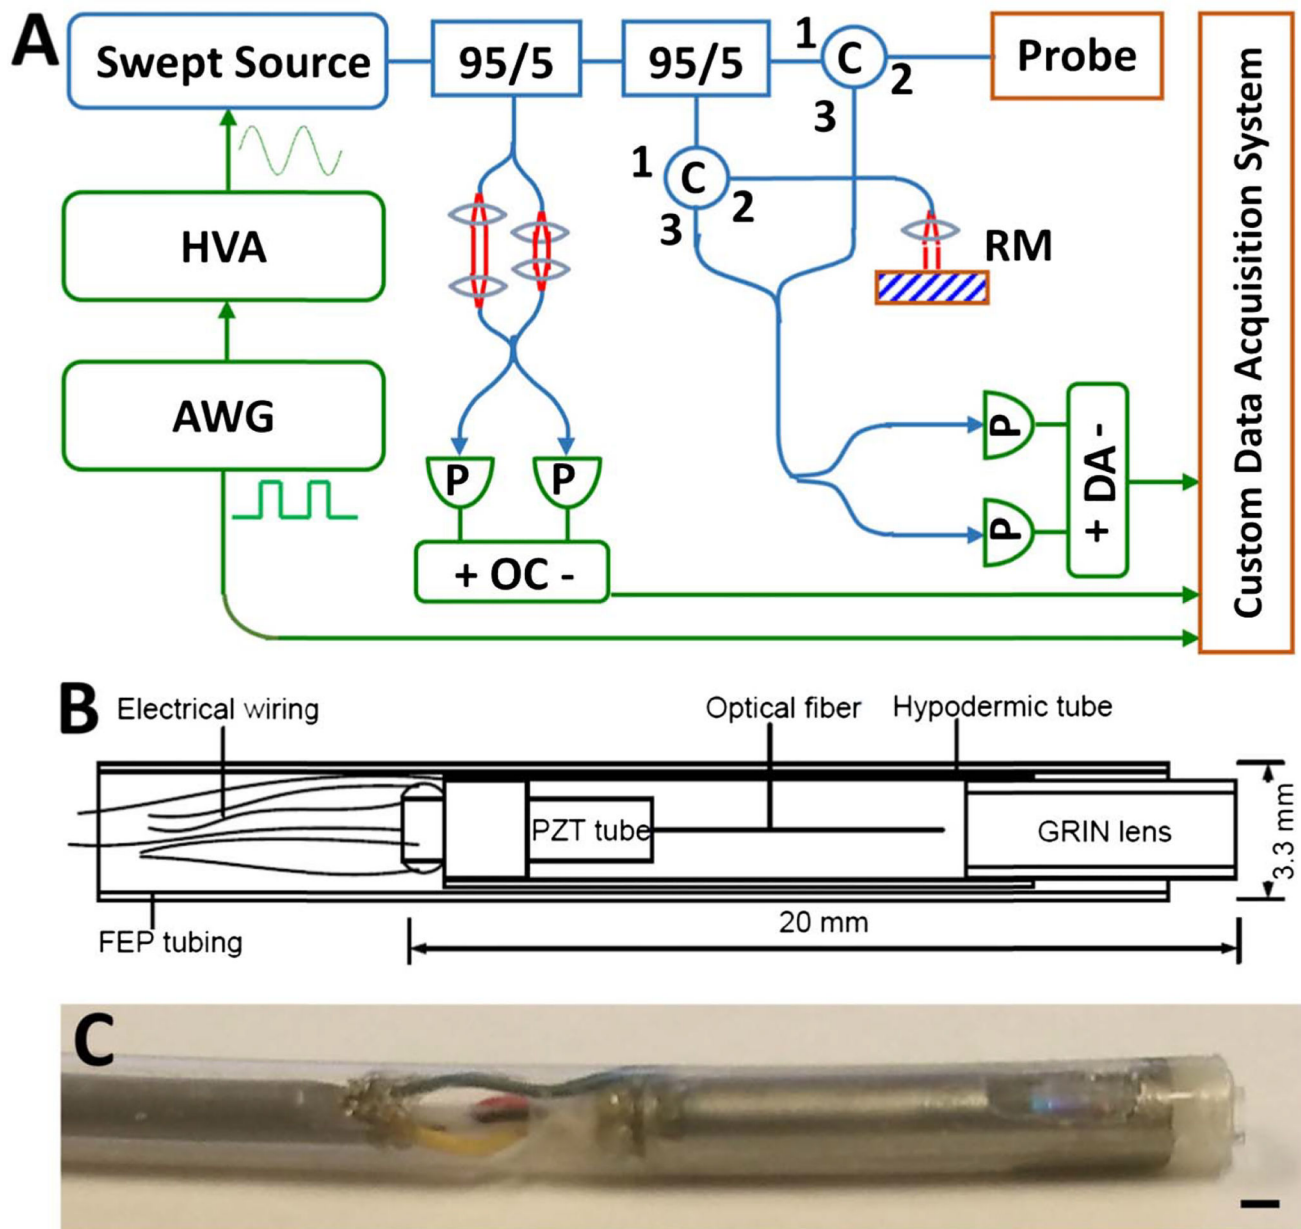 A
Swept Source
95/5
95/5
1
C
2
3
Probe
Custom Data Acquisition System
HVA
1
C
2
3
RM
AWG
P
P
P
P
+ DA -
+ OC -
B
Electrical wiring
Optical fiber
Hypodermic tube
PZT tube
GRIN lens
3.3 mm
FEP tubing
20 mm
C